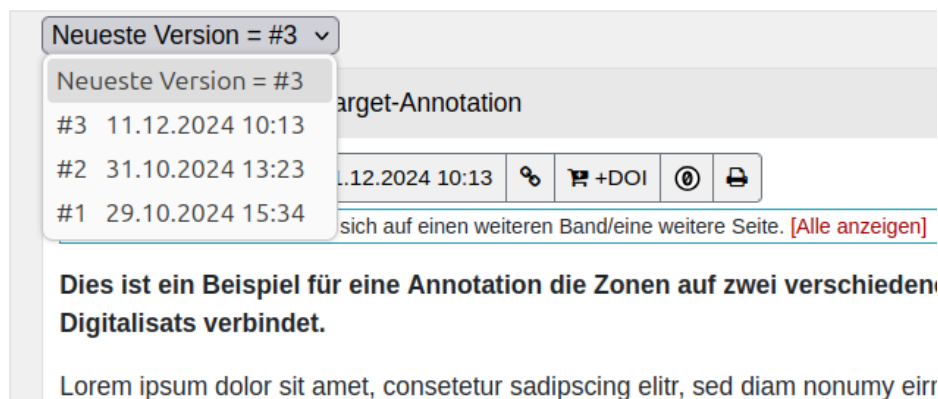 Neueste Version = #3
Neueste Version = #3
#3 11.12.2024 10:13
#2 31.10.2024 13:23
#1 29.10.2024 15:34
arget-Annotation
.12.2024 10:13 +DOI
sich auf einen weiteren Band/eine weitere Seite. [Alle anzeigen]
Dies ist ein Beispiel für eine Annotation die Zonen auf zwei verschieden
Digitalisats verbindet.
Lorem ipsum dolor sit amet, consetetur sadipscing elitr, sed diam nonumy eir